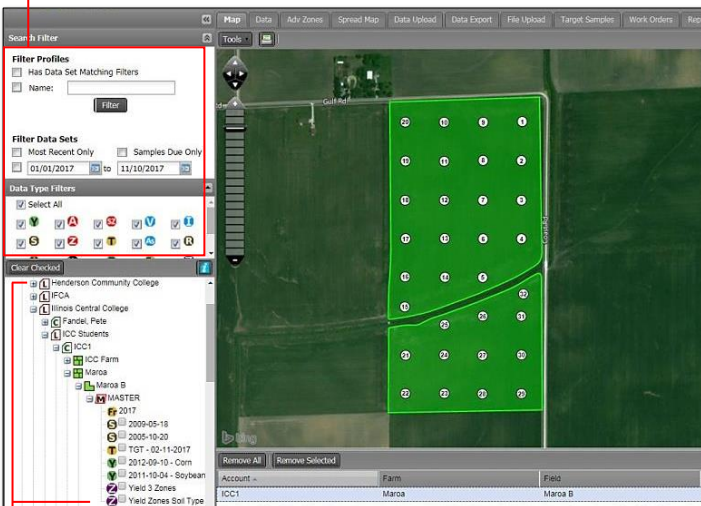 Map Data Adv Zones Spread Map Data Upload Data Export File Upload Target Samples Work Orders Rep
Search Filter
Tools
Filter Profiles
Has Data Set Matching Filters
Name:
Filter
Filter Data Sets
Most Recent Only Samples Due Only
01/01/2017 to 11/10/2017
Data Type Filters
Select All
Y A SZ V I
S Z T Aa R
Clear Checked i
L Henderson Community College
L IFCA
L Illinois Central College
C Fandel, Pete
L ICC Students
C ICC1
ICC Farm
Maroa
Maroa B
M MASTER
Fr 2017
S 2009-05-18
S 2005-10-20
T TGT - 02-11-2017
Y 2012-09-10 - Corn
Y 2011-10-04 - Soybean
Z Yield 3 Zones
Z Yield Zones Soil Type
Gulf Rd
20 10 9 1
19 11 8 2
18 12 7 3
17 13 6 4
16 14 5
15 32
25 26 31
21 24 27 30
22 23 28 29
bing
Remove All Remove Selected
Account Farm Field
ICC1 Maroa Maroa B